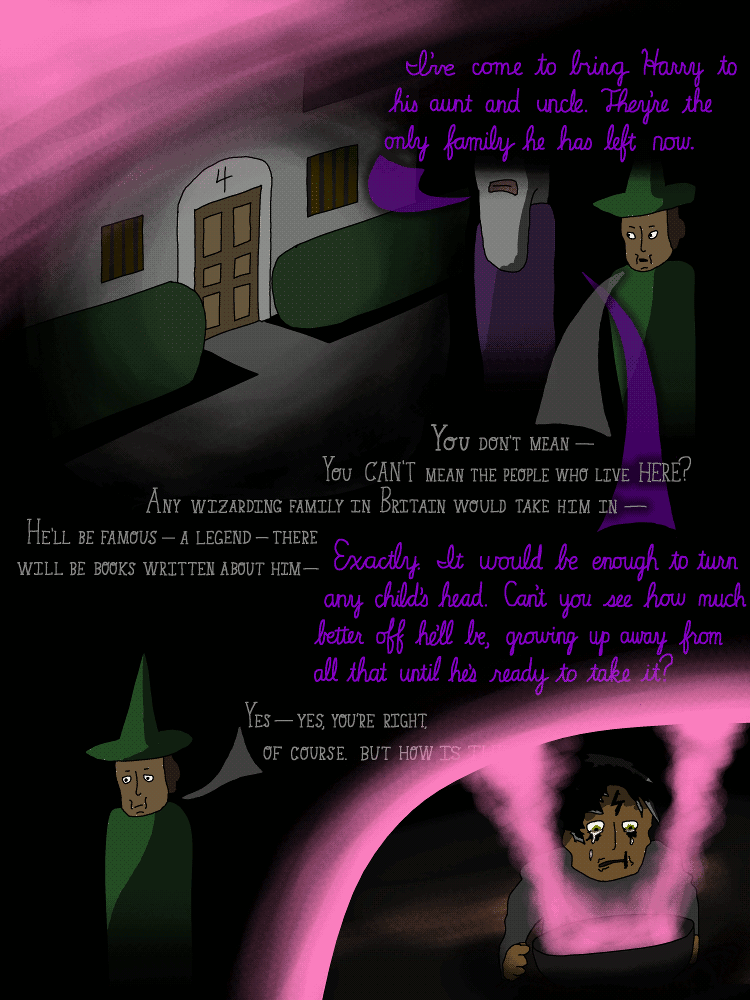 I've come to bring Harry to
his aunt and uncle. They're the
only family he has left now.
4
You don't mean —
You CAN'T mean the people who live HERE?
Any wizarding family in Britain would take him in —
He'll be famous — a legend — there
will be books written about him —
Exactly. It would be enough to turn
any child's head. Can't you see how much
better off he'll be, growing up away from
all that until he's ready to take it?
Yes — yes, you're right,
of course. But how is